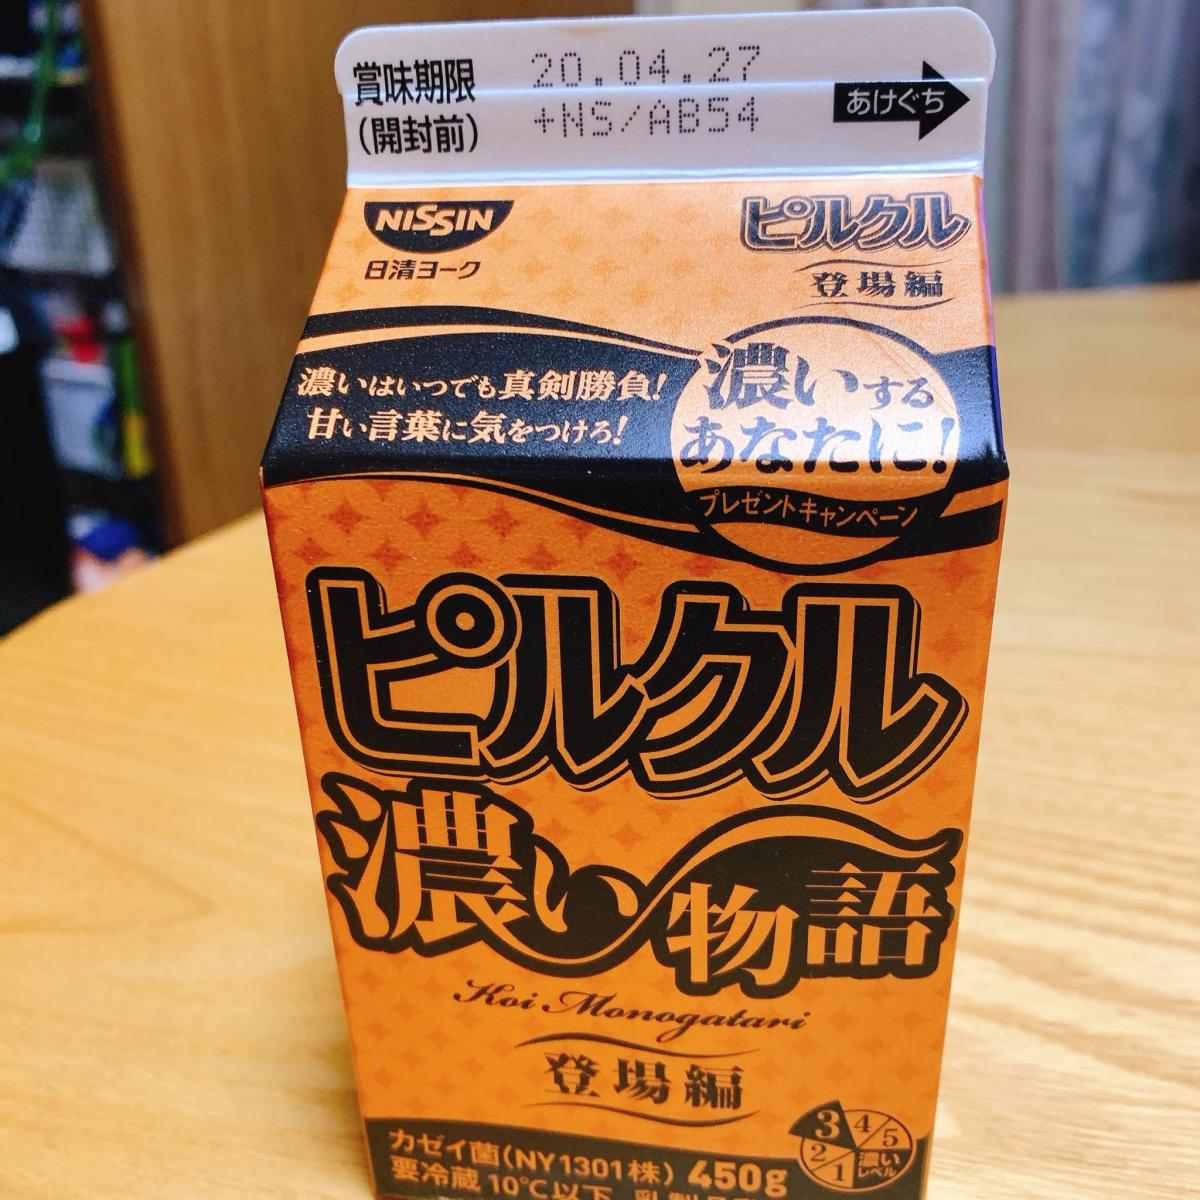 賞味期限
(開封前)
20.04.27
+NS/AB54
あけぐち
NISSIN
日清ヨーク
ピルクル
登場編
濃いはいつでも真剣勝負!
甘い言葉に気をつけろ!
濃いする
あなたに!
プレゼントキャンペーン
ピルクル
濃い物語
Koi Monogatari
登場編
カゼイ菌(NY1301株) 450g
要冷蔵10℃以下
1
2
3
4
5
濃い
レベル